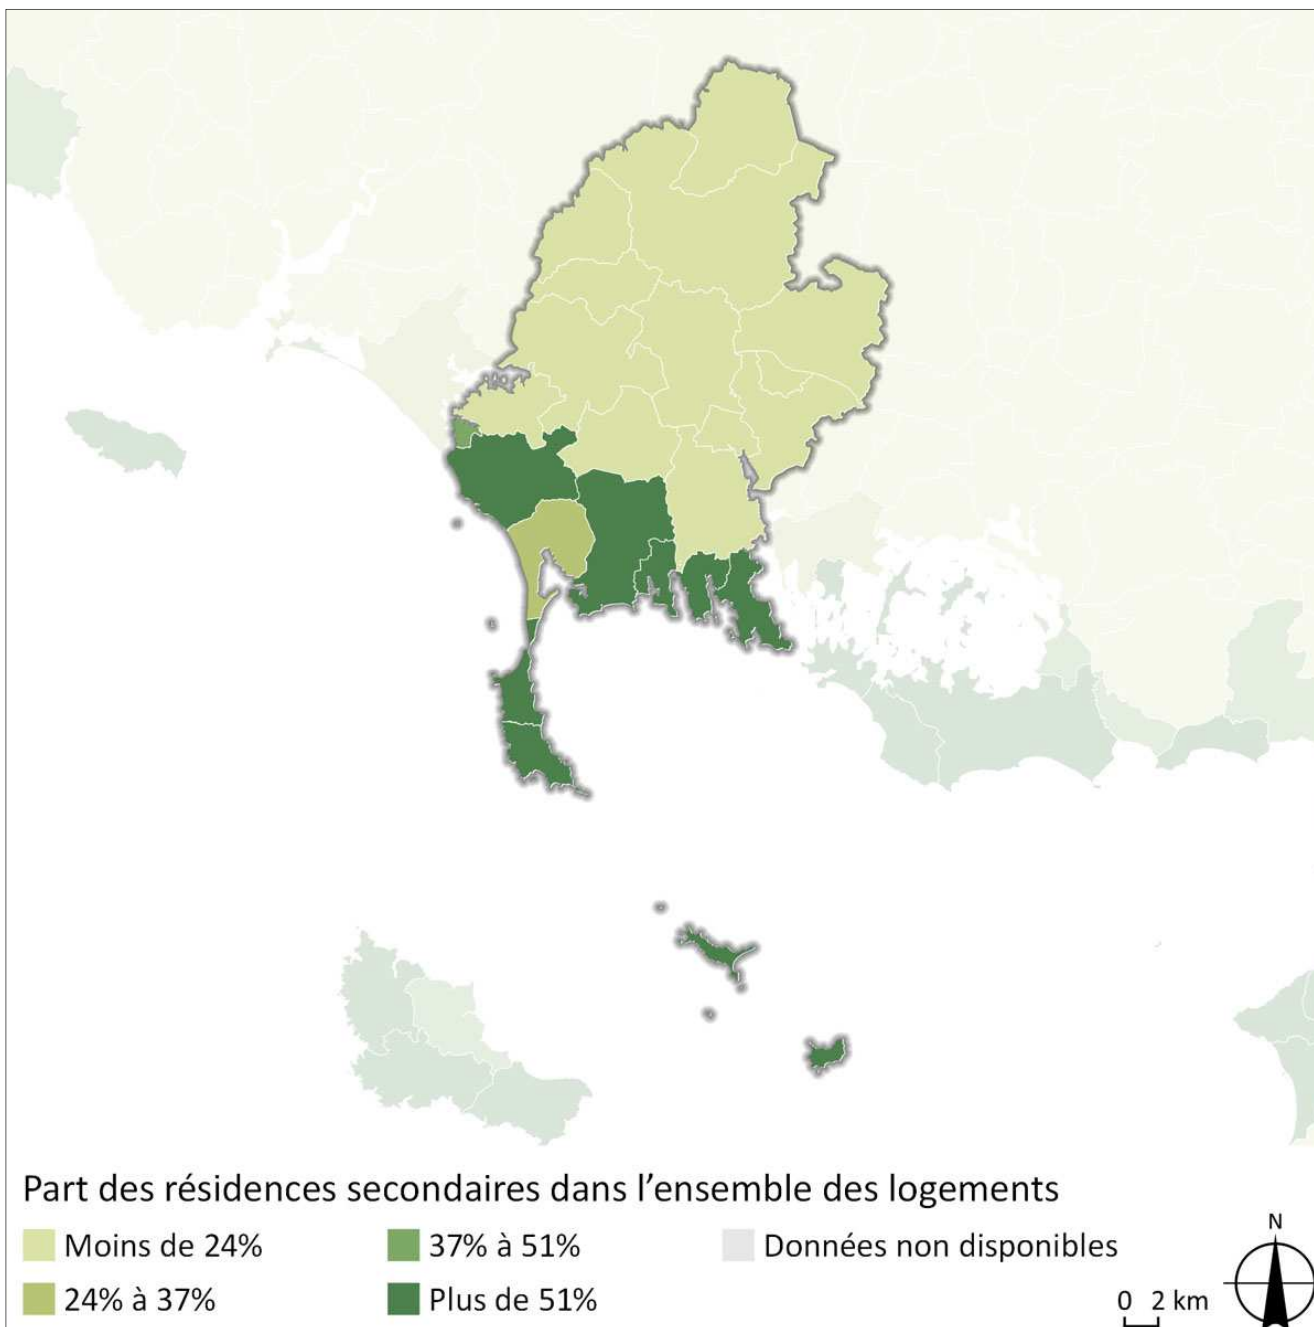 Part des résidences secondaires dans l’ensemble des logements
Moins de 24%
37% à 51%
Données non disponibles
24% à 37%
Plus de 51%
N
0 2 km